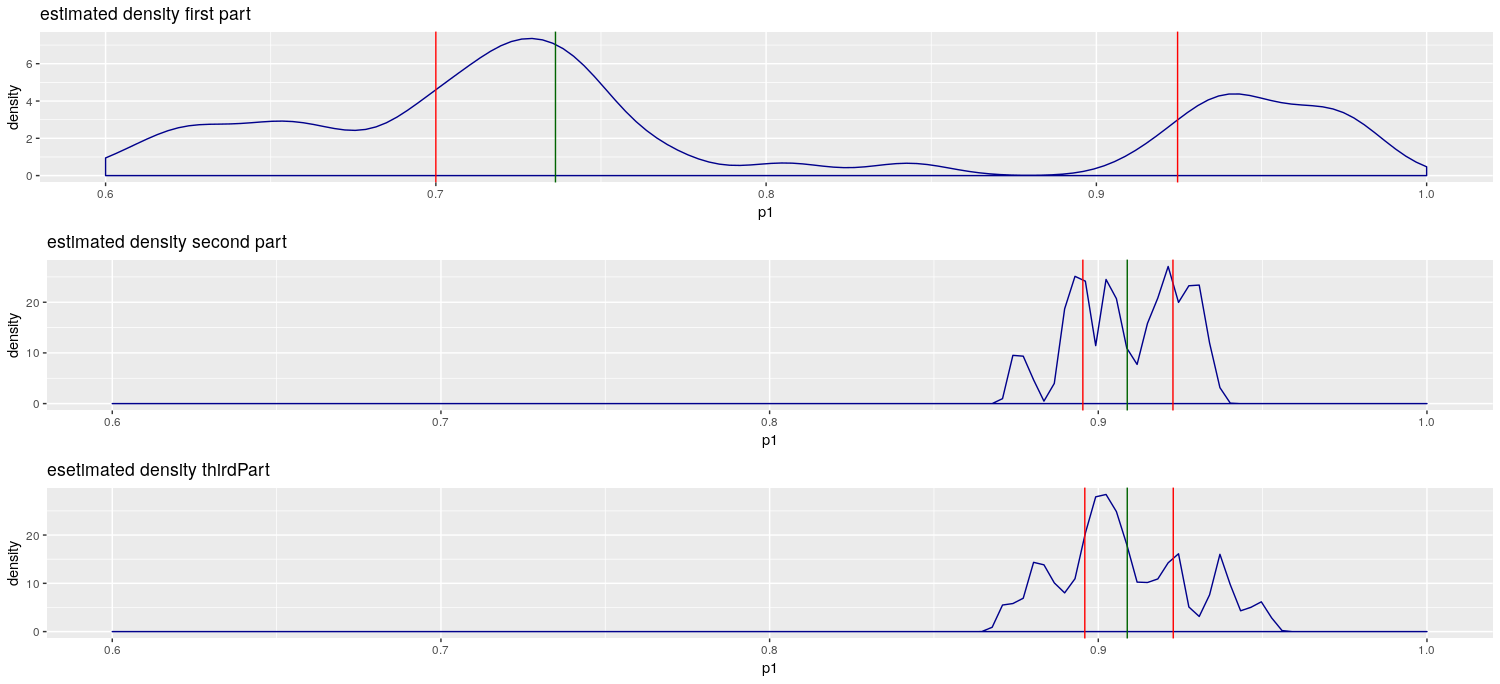 estimated density first part
density
6
4
2
0
0.6 0.7 0.8 0.9 1.0
p1
estimated density second part
density
20
10
0
0.6 0.7 0.8 0.9 1.0
p1
esetimated density thirdPart
density
20
10
0
0.6 0.7 0.8 0.9 1.0
p1